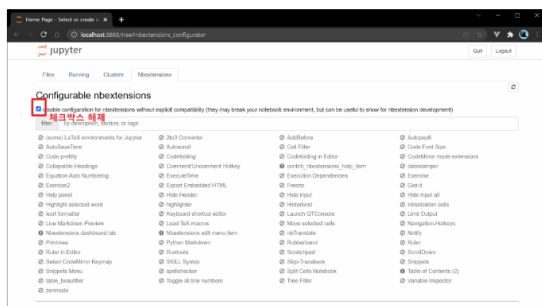 Home Page - Select or create a
localhost:8888/tree#nbextensions_configurator
jupyter
Quit Logout
Files Running Clusters Nbextensions
Configurable nbextensions
disable configuration for nbextensions without explicit compatibility (they may break your notebook environment, but can be useful to show for nbextension development)
체크박스 해제
filter: by description, section, or tags
(some) LaTeX environments for Jupyter 2to3 Converter AddBefore Autopep8
AutoSaveTime Autoscroll Cell Filter Code Font Size
Code prettify Codefolding Codefolding in Editor CodeMirror mode extensions
Collapsible Headings Comment/Uncomment Hotkey contrib_nbextensions_help_item datestamper
Equation Auto Numbering ExecuteTime Execution Dependencies Exercise
Exercise2 Export Embedded HTML Freeze Gist-it
Help panel Hide Header Hide input Hide input all
Highlight selected word highlighter Hinterland Initialization cells
isort formatter Keyboard shortcut editor Launch QTConsole Limit Output
Live Markdown Preview Load TeX macros Move selected cells Navigation-Hotkeys
Nbextensions dashboard tab Nbextensions edit menu item nbTranslate Notify
Printview Python Markdown Rubberband Ruler
Ruler in Editor Runtools Scratchpad ScrollDown
Select CodeMirror Keymap SKILL Syntax Skip-Traceback Snippets
Snippets Menu spellchecker Split Cells Notebook Table of Contents (2)
table_beautifier Toggle all line numbers Tree Filter Variable Inspector
zenmode